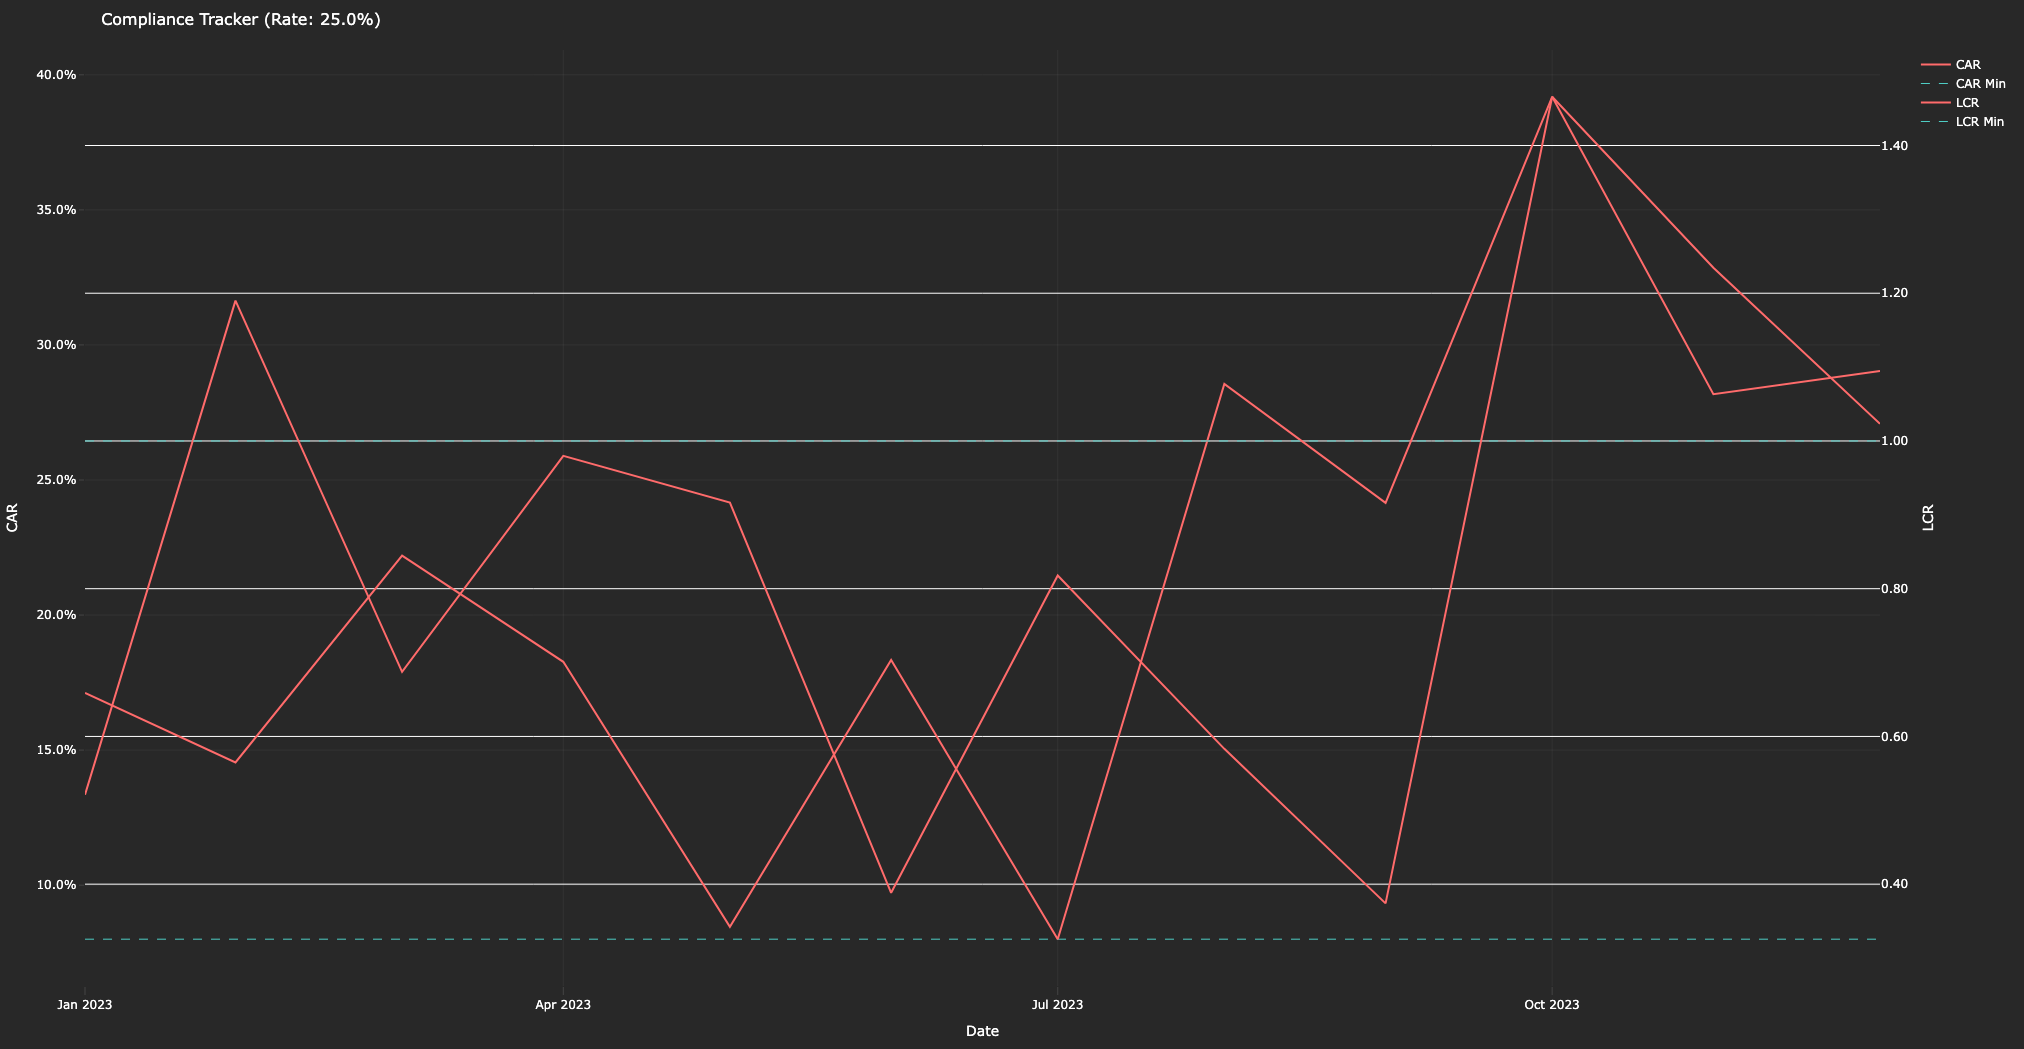 Compliance Tracker (Rate: 25.0%)
CAR
CAR Min
LCR
LCR Min
40.0%
35.0%
30.0%
25.0%
20.0%
15.0%
10.0%
CAR
1.40
1.20
1.00
0.80
0.60
0.40
LCR
Jan 2023
Apr 2023
Jul 2023
Oct 2023
Date